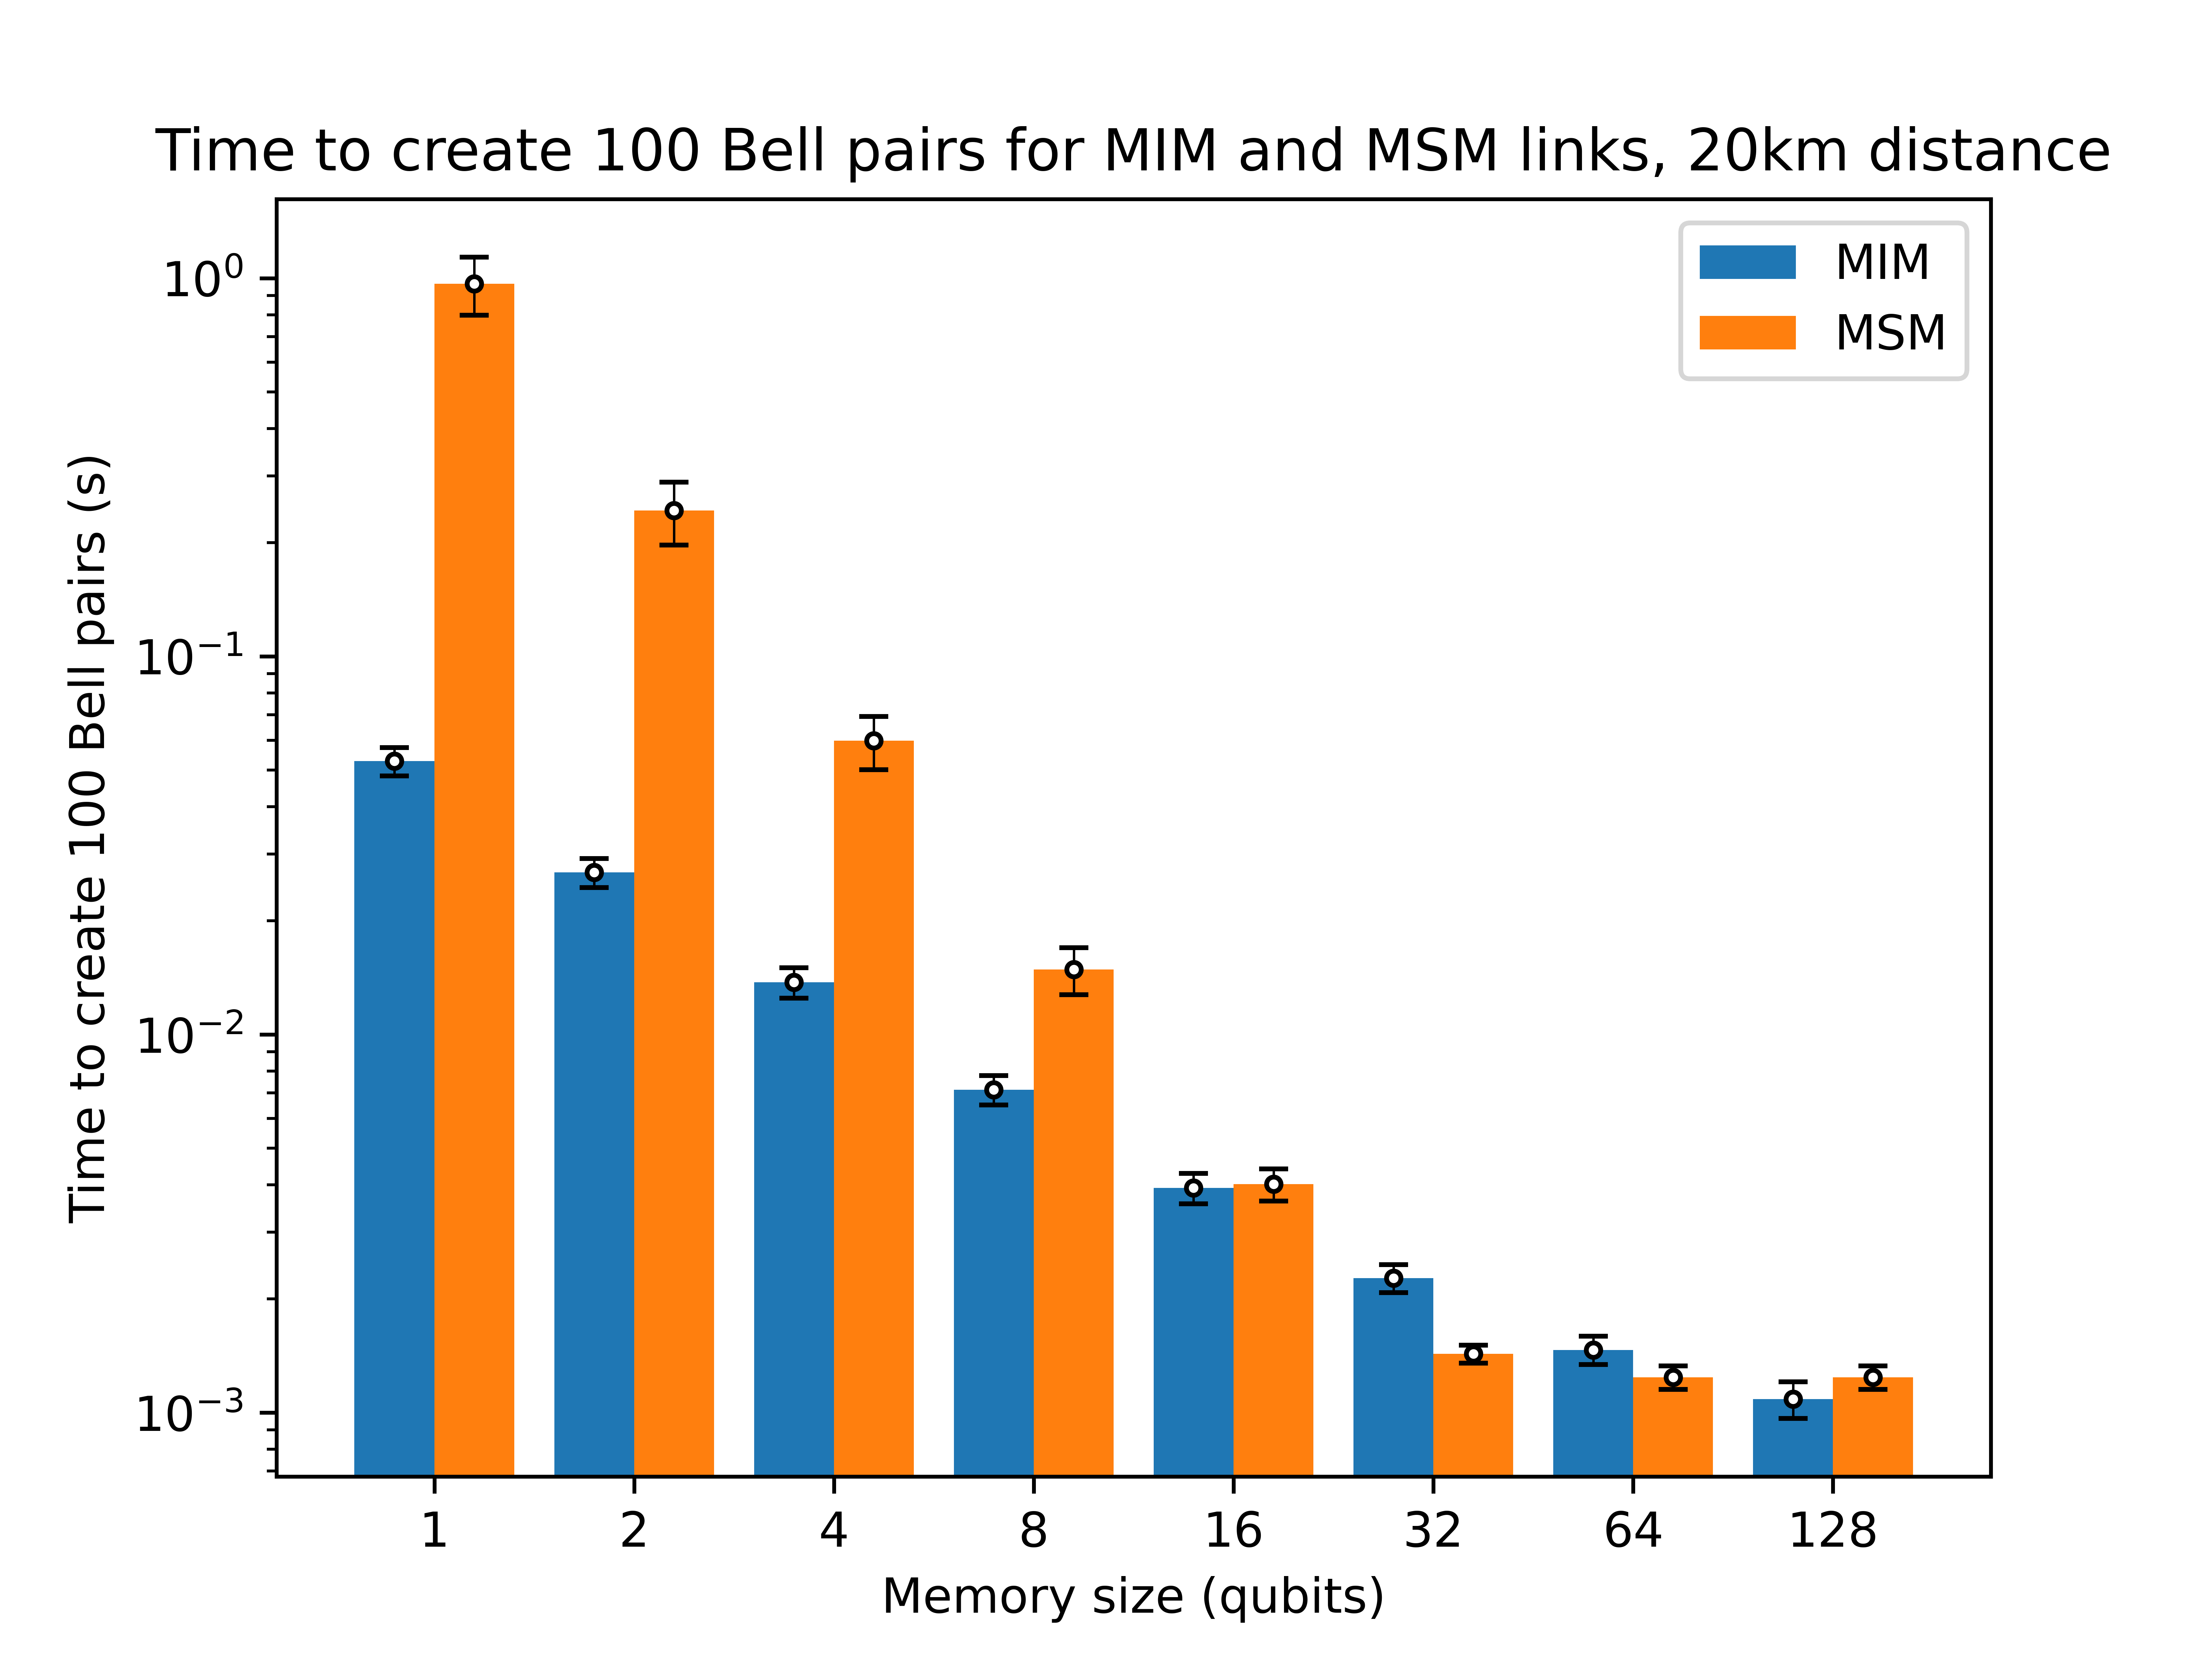 Time to create 100 Bell pairs for MIM and MSM links, 20km distance
MIM
MSM
Time to create 100 Bell pairs (s)
10⁰
10⁻¹
10⁻²
10⁻³
1 2 4 8 16 32 64 128
Memory size (qubits)